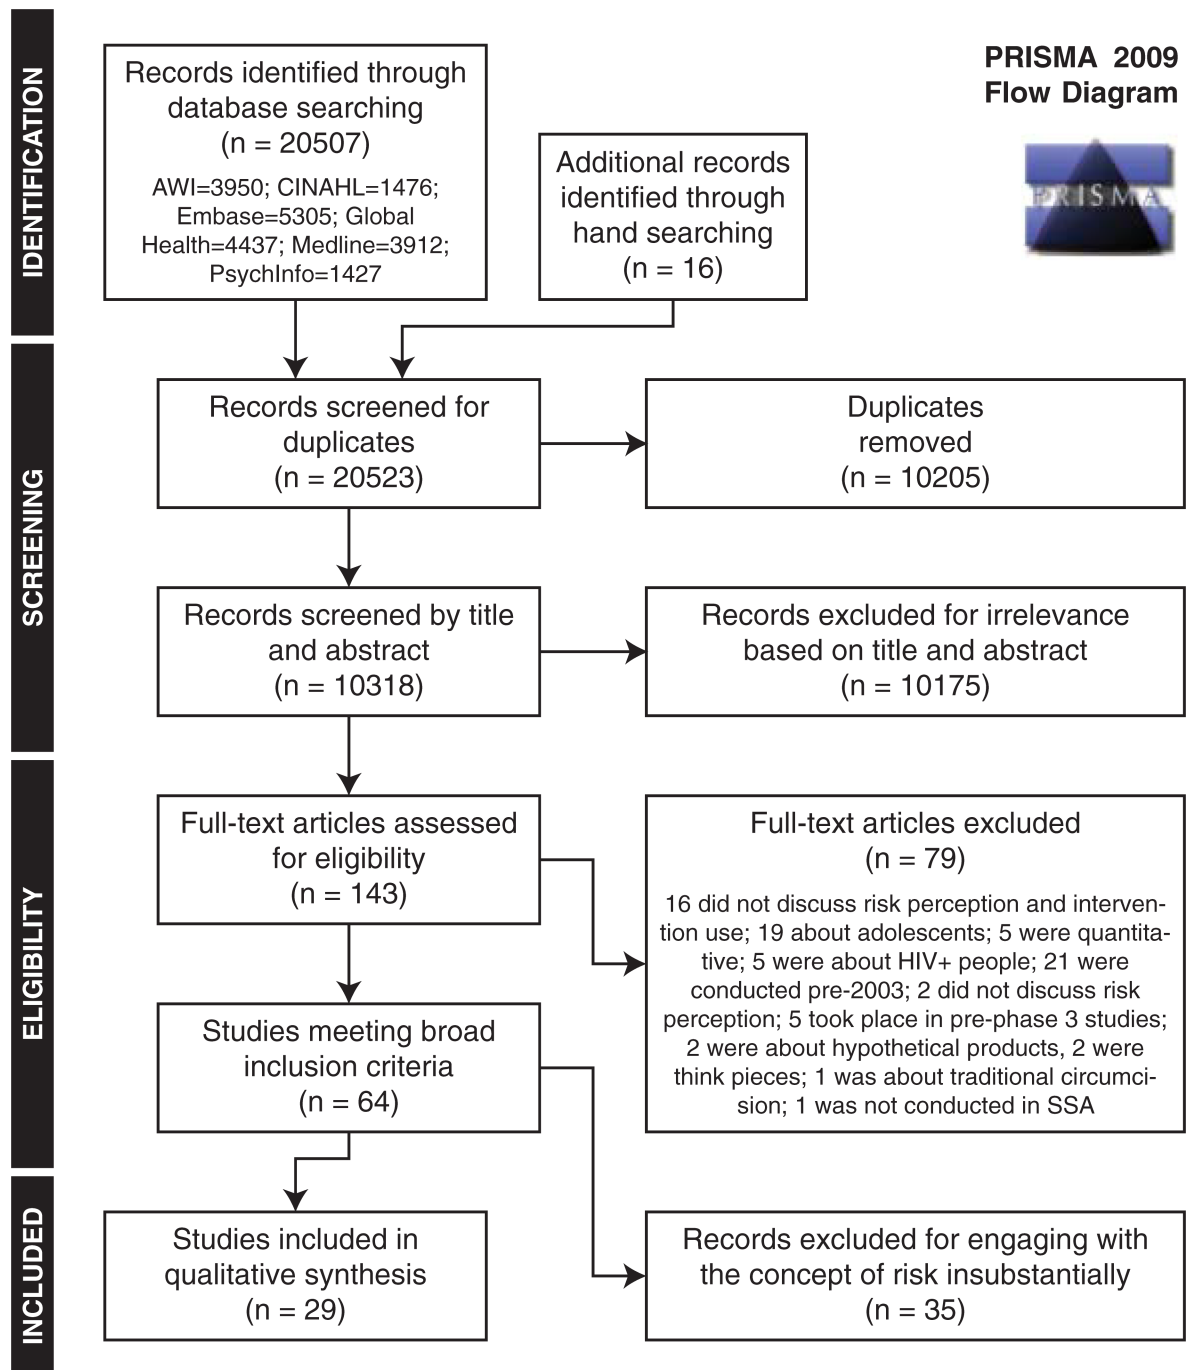 PRISMA 2009
Flow Diagram
PRISMA
IDENTIFICATION
Records identified through
database searching
(n = 20507)
AWI=3950; CINAHL=1476;
Embase=5305; Global
Health=4437; Medline=3912;
PsychInfo=1427
Additional records
identified through
hand searching
(n = 16)
SCREENING
Records screened for
duplicates
(n = 20523)
Duplicates
removed
(n = 10205)
Records screened by title
and abstract
(n = 10318)
Records excluded for irrelevance
based on title and abstract
(n = 10175)
ELIGIBILITY
Full-text articles assessed
for eligibility
(n = 143)
Full-text articles excluded
(n = 79)
16 did not discuss risk perception and interven-
tion use; 19 about adolescents; 5 were quantita-
tive; 5 were about HIV+ people; 21 were
conducted pre-2003; 2 did not discuss risk
perception; 5 took place in pre-phase 3 studies;
2 were about hypothetical products, 2 were
think pieces; 1 was about traditional circumci-
sion; 1 was not conducted in SSA
Studies meeting broad
inclusion criteria
(n = 64)
INCLUDED
Studies included in
qualitative synthesis
(n = 29)
Records excluded for engaging with
the concept of risk insubstantially
(n = 35)